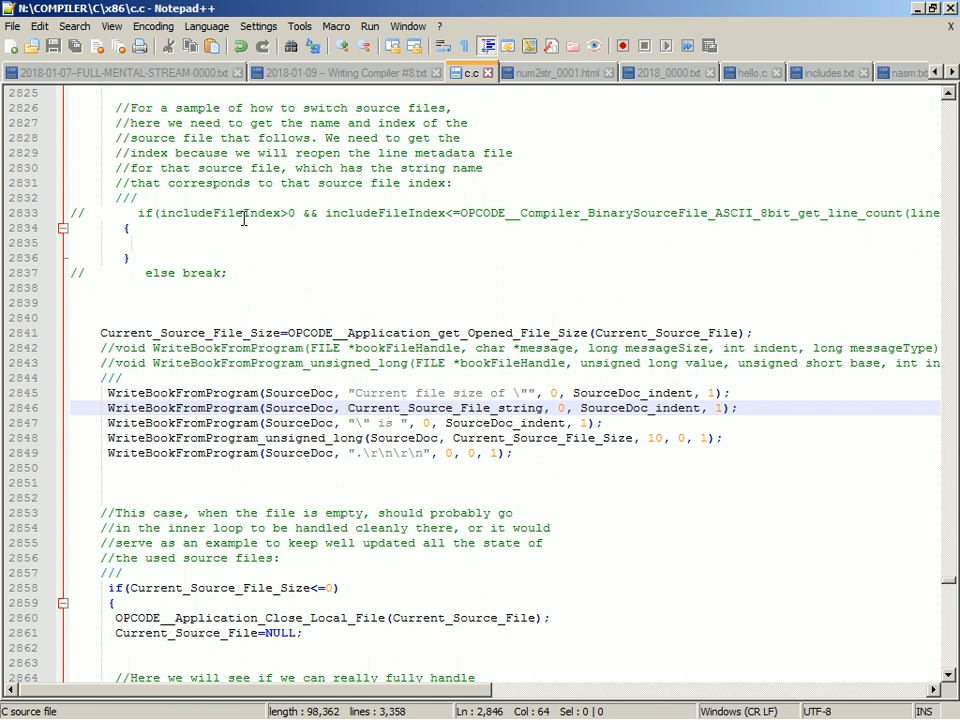 N:\COMPILER\C\x86\c.c - Notepad++
File Edit Search View Encoding Language Settings Tools Macro Run Window ? X
2018-01-07-FULL-MENTAL-STREAM-0000.txt 2018-01-09 -- Writing Compiler #8.txt c.c num2str_0001.html 2018_0000.txt hello.c includes.txt nasm.tx
2825
2826 //For a sample of how to switch source files,
2827 //here we need to get the name and index of the
2828 //source file that follows. We need to get the
2829 //index because we will reopen the line metadata file
2830 //for that source file, which has the string name
2831 //that corresponds to that source file index:
2832 ///
2833 // if(includeFileIndex>0 && includeFileIndex<=OPCODE__Compiler_BinarySourceFile_ASCII_8bit_get_line_count(line
2834 {
2835
2836 }
2837 // else break;
2838
2839
2840
2841 Current_Source_File_Size=OPCODE__Application_get_Opened_File_Size(Current_Source_File);
2842 //void WriteBookFromProgram(FILE *bookFileHandle, char *message, long messageSize, int indent, long messageType)
2843 //void WriteBookFromProgram_unsigned_long(FILE *bookFileHandle, unsigned long value, unsigned short base, int in
2844 ///
2845 WriteBookFromProgram(SourceDoc, "Current file size of \"", 0, SourceDoc_indent, 1);
2846 WriteBookFromProgram(SourceDoc, Current_Source_File_string, 0, SourceDoc_indent, 1);
2847 WriteBookFromProgram(SourceDoc, "\" is ", 0, SourceDoc_indent, 1);
2848 WriteBookFromProgram_unsigned_long(SourceDoc, Current_Source_File_Size, 10, 0, 1);
2849 WriteBookFromProgram(SourceDoc, ".\r\n\r\n", 0, 0, 1);
2850
2851
2852
2853 //This case, when the file is empty, should probably go
2854 //in the inner loop to be handled cleanly there, or it would
2855 //serve as an example to keep well updated all the state of
2856 //the used source files:
2857 ///
2858 if(Current_Source_File_Size<=0)
2859 {
2860 OPCODE__Application_Close_Local_File(Current_Source_File);
2861 Current_Source_File=NULL;
2862
2863
2864 //Here we will see if we can really fully handle
C source file length : 98,362 lines : 3,358 Ln : 2,846 Col : 64 Sel : 0 | 0 Windows (CR LF) UTF-8 INS